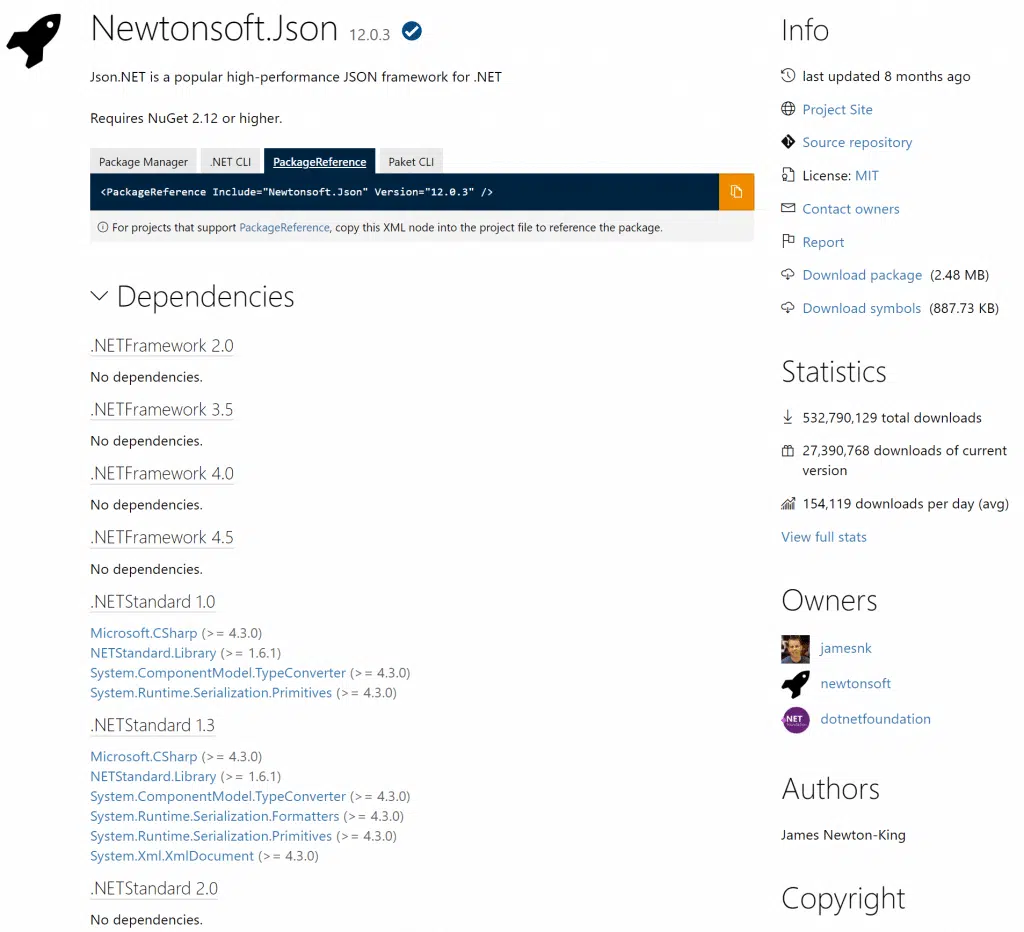 Newtonsoft.Json 12.0.3
Json.NET is a popular high-performance JSON framework for .NET
Requires NuGet 2.12 or higher.
Package Manager .NET CLI PackageReference Paket CLI
<PackageReference Include="Newtonsoft.Json" Version="12.0.3" />
For projects that support PackageReference, copy this XML node into the project file to reference the package.
Dependencies
.NETFramework 2.0
No dependencies.
.NETFramework 3.5
No dependencies.
.NETFramework 4.0
No dependencies.
.NETFramework 4.5
No dependencies.
.NETStandard 1.0
Microsoft.CSharp (>= 4.3.0)
NETStandard.Library (>= 1.6.1)
System.ComponentModel.TypeConverter (>= 4.3.0)
System.Runtime.Serialization.Primitives (>= 4.3.0)
.NETStandard 1.3
Microsoft.CSharp (>= 4.3.0)
NETStandard.Library (>= 1.6.1)
System.ComponentModel.TypeConverter (>= 4.3.0)
System.Runtime.Serialization.Formatters (>= 4.3.0)
System.Runtime.Serialization.Primitives (>= 4.3.0)
System.Xml.XmlDocument (>= 4.3.0)
.NETStandard 2.0
No dependencies.
Info
last updated 8 months ago
Project Site
Source repository
License: MIT
Contact owners
Report
Download package (2.48 MB)
Download symbols (887.73 KB)
Statistics
532,790,129 total downloads
27,390,768 downloads of current
version
154,119 downloads per day (avg)
View full stats
Owners
jamesnk
newtonsoft
.NET
dotnetfoundation
Authors
James Newton-King
Copyright